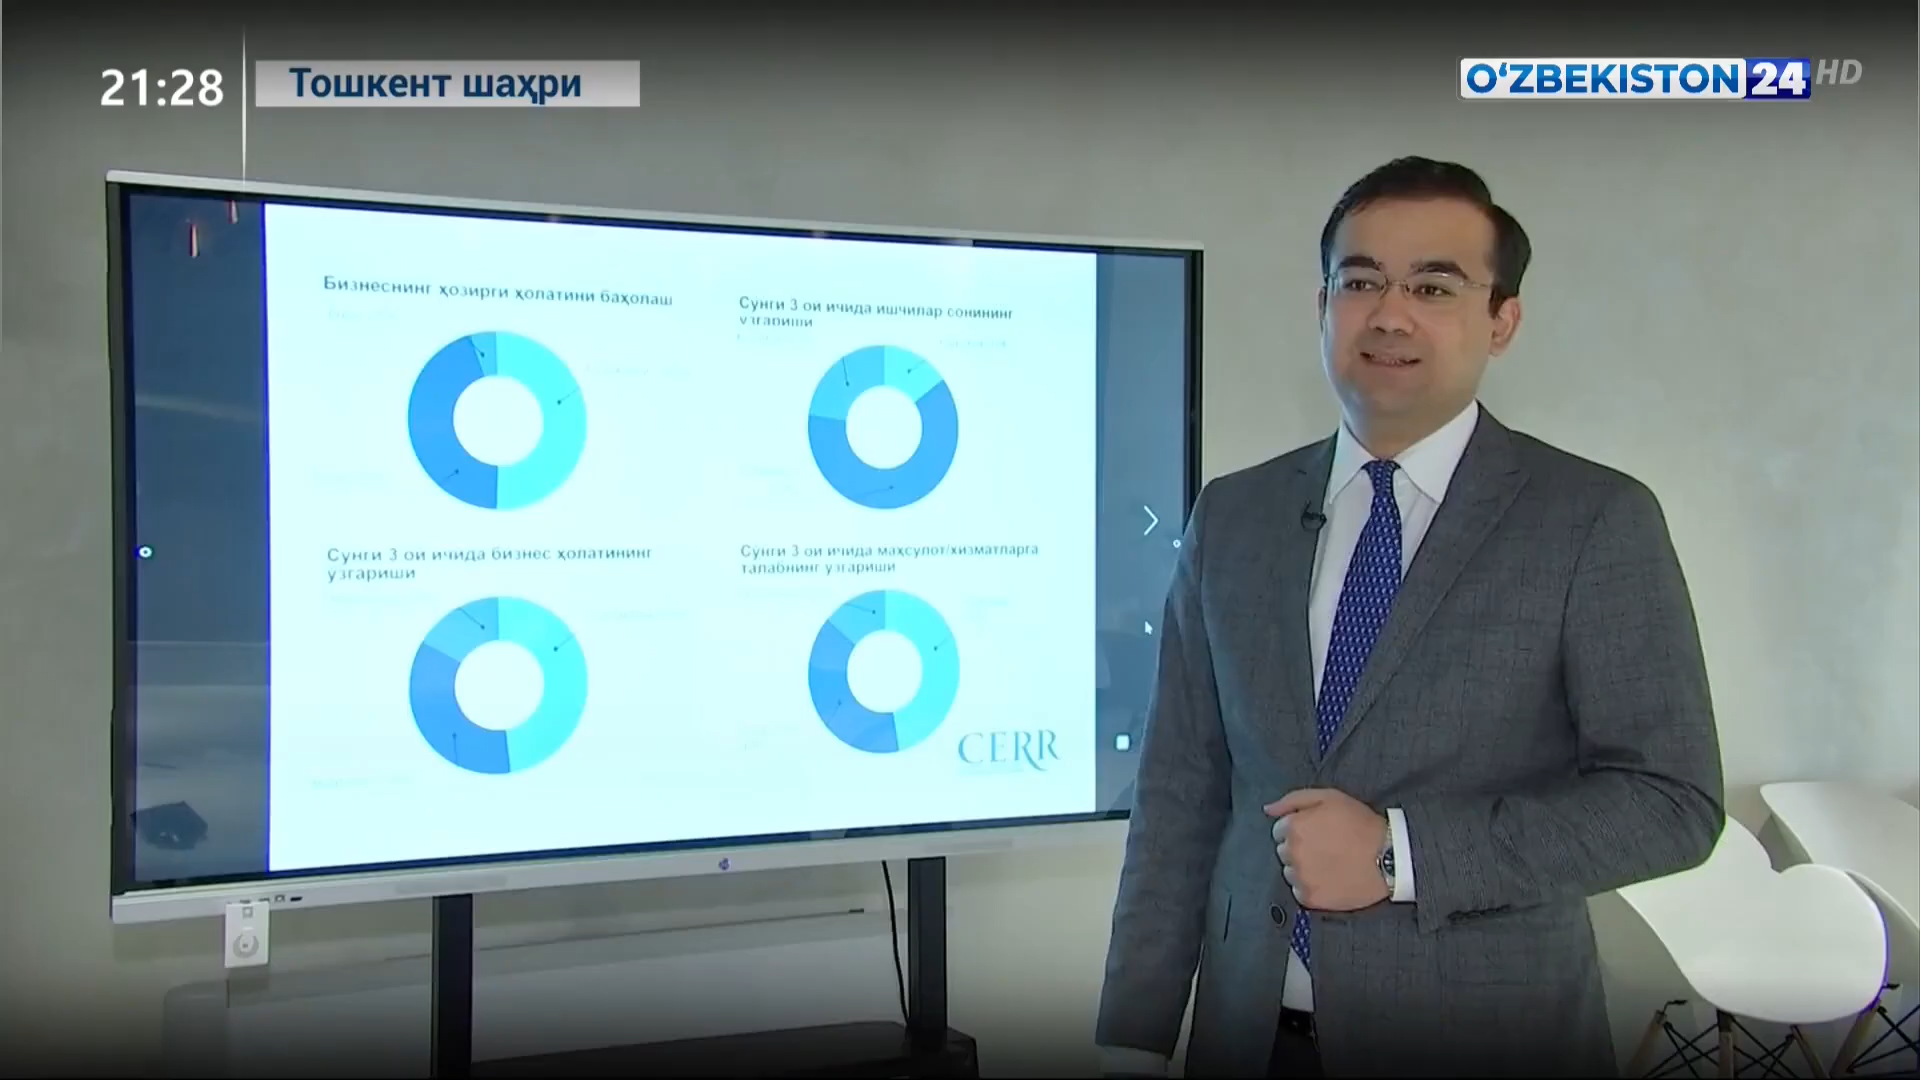 21:28
Тошкент шаҳри
O‘ZBEKISTON 24 HD
Бизнеснинг ҳозирги ҳолатини баҳолаш
Сунги 3 ои ичида ишчилар сонининг
узгариши
Сунги 3 ои ичида бизнес ҳолатининг
узгариши
Сунги 3 ои ичида маҳсулот/хизматларга
талабнинг узгариши
CERR